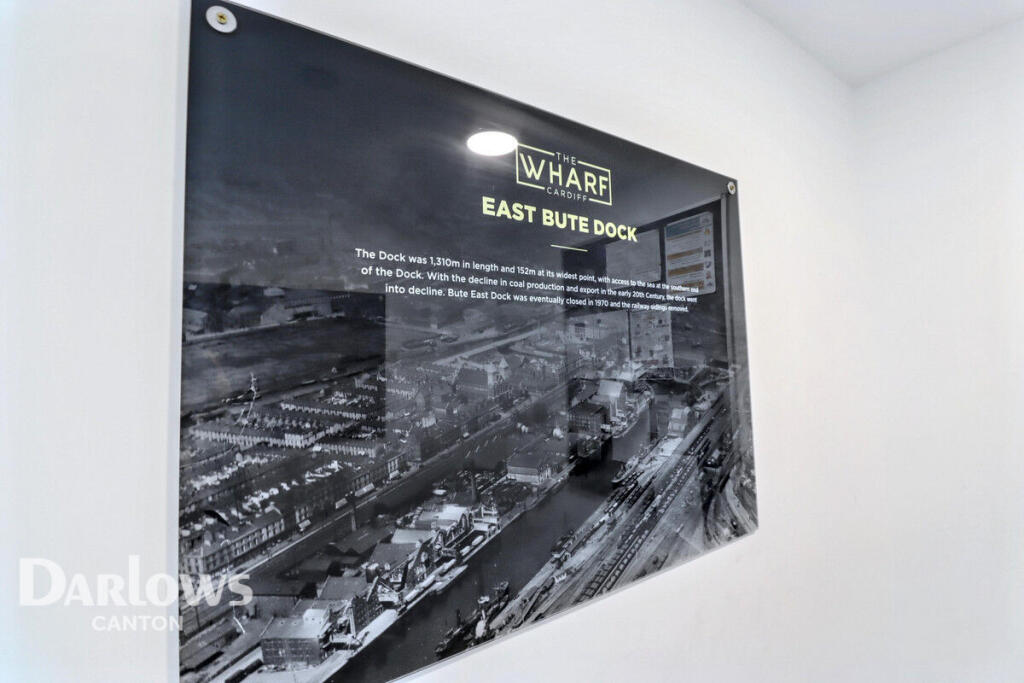 THE
WHARF
CARDIFF
EAST BUTE DOCK
The Dock was 1,310m in length and 152m at its widest point, with access to the sea at the southern end
of the Dock. With the decline in coal production and export in the early 20th Century, the dock went
into decline. Bute East Dock was eventually closed in 1970 and the railway sidings removed.
DARLOWS
CANTON